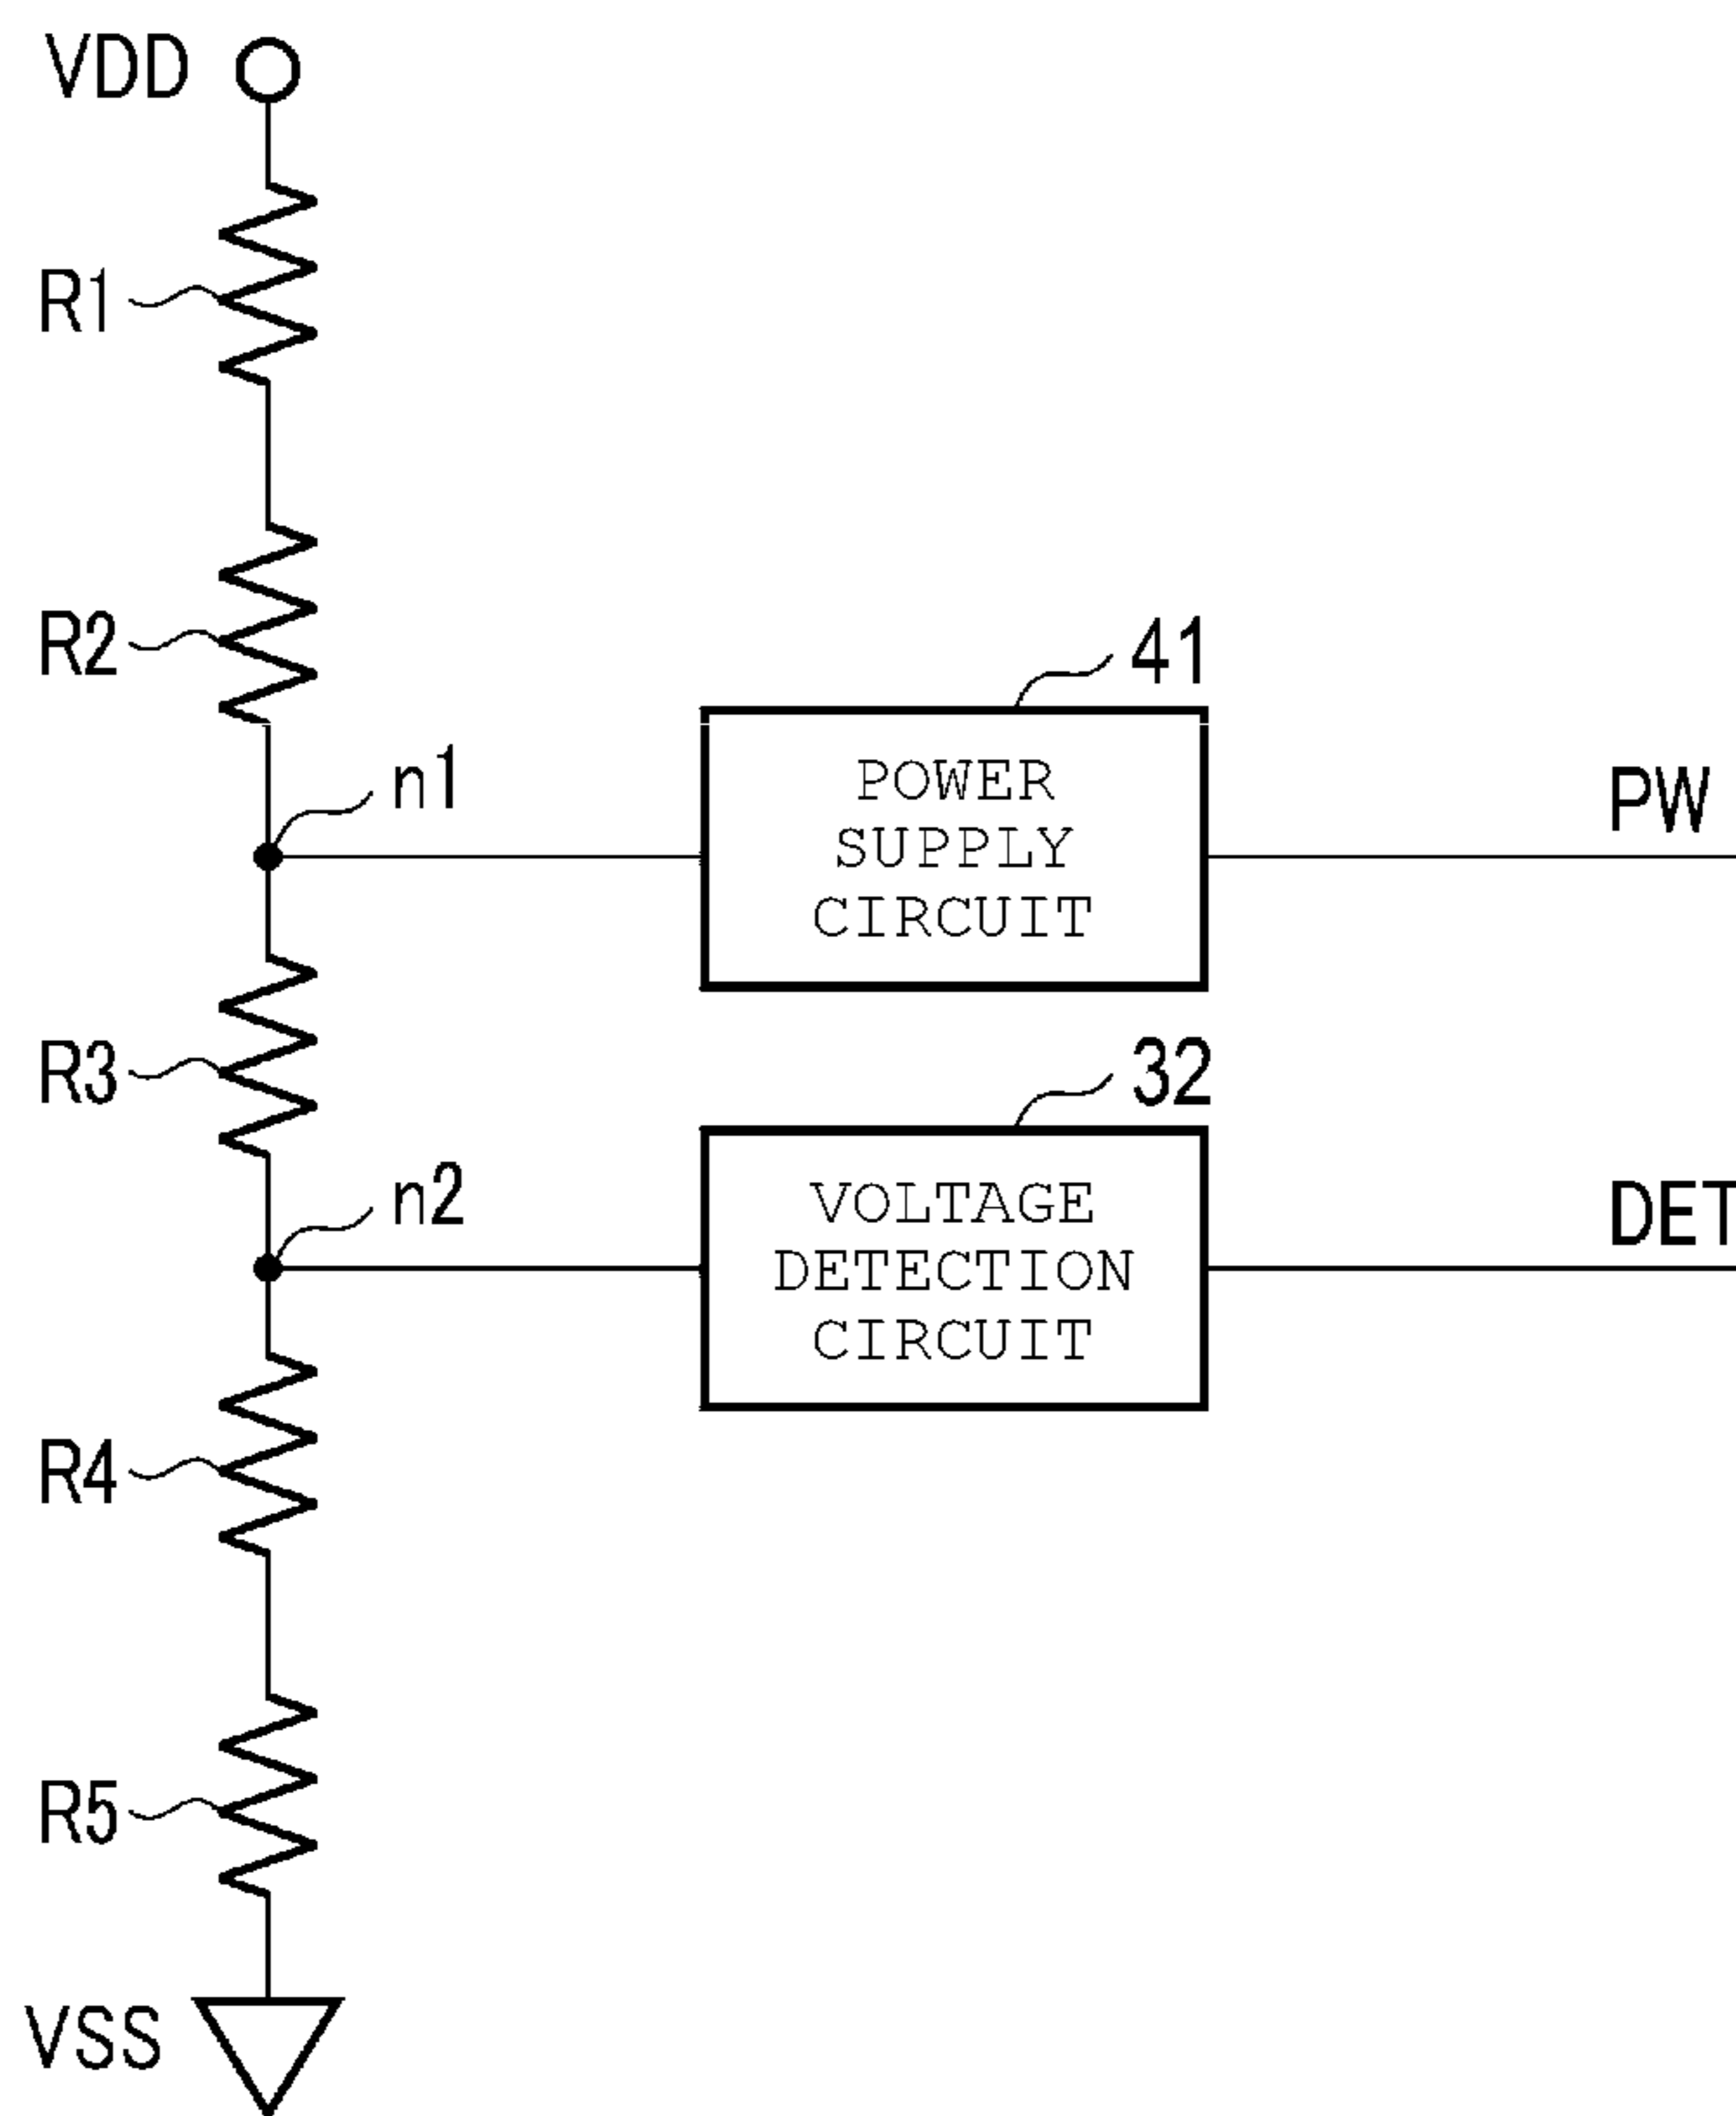 VDD
R1
R2
41
n1
POWER
SUPPLY
CIRCUIT
PW
R3
32
n2
VOLTAGE
DETECTION
CIRCUIT
DET
R4
R5
VSS